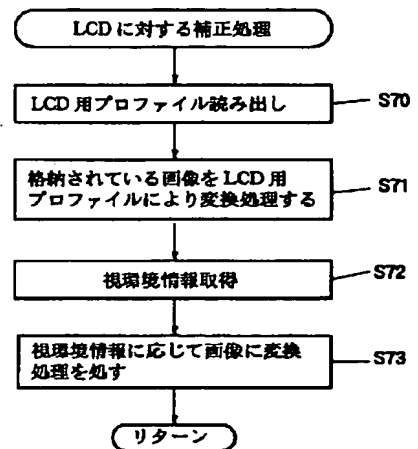 LCDに対する補正処理
LCD用プロファイル読み出し
S70
格納されている画像をLCD用
プロファイルにより変換処理する
S71
視環境情報取得
S72
視環境情報に応じて画像に変換
処理を処す
S73
リターン